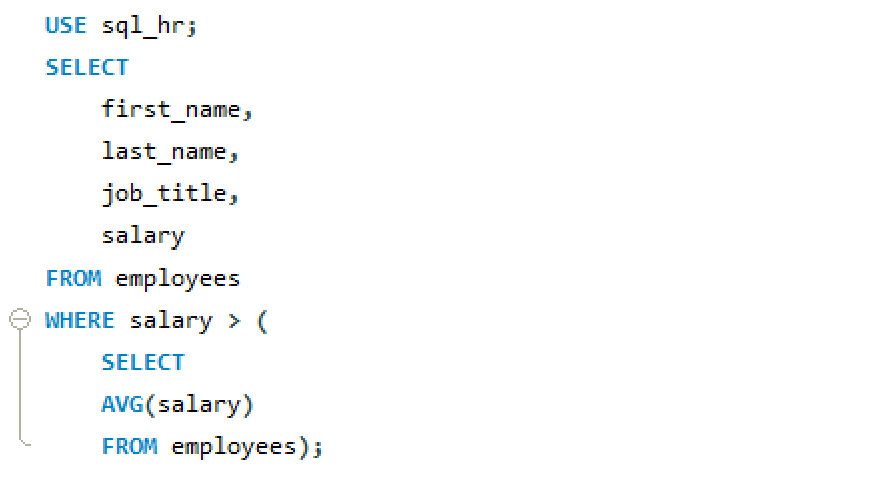 USE sql_hr;
SELECT
first_name,
last_name,
job_title,
salary
FROM employees
WHERE salary > (
SELECT
AVG(salary)
FROM employees);